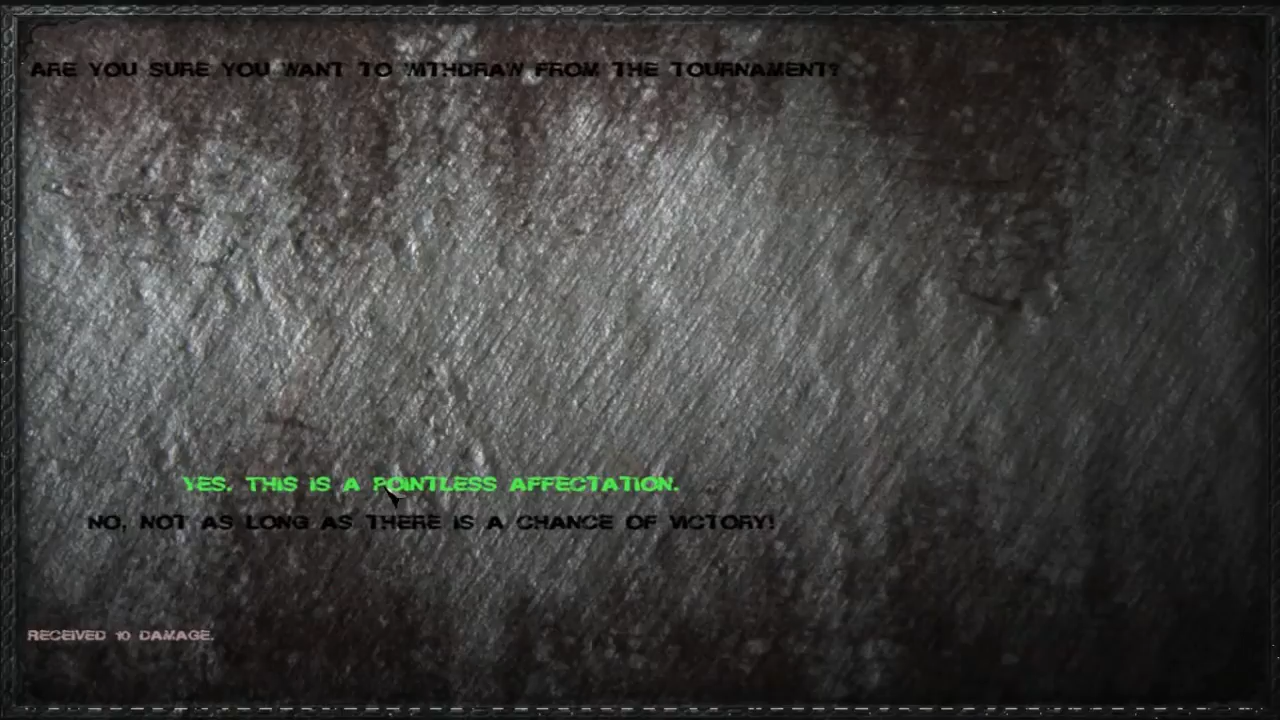 ARE YOU SURE YOU WANT TO WITHDRAW FROM THE TOURNAMENT?
YES. THIS IS A POINTLESS AFFECTATION.
NO, NOT AS LONG AS THERE IS A CHANCE OF VICTORY!
RECEIVED 10 DAMAGE.